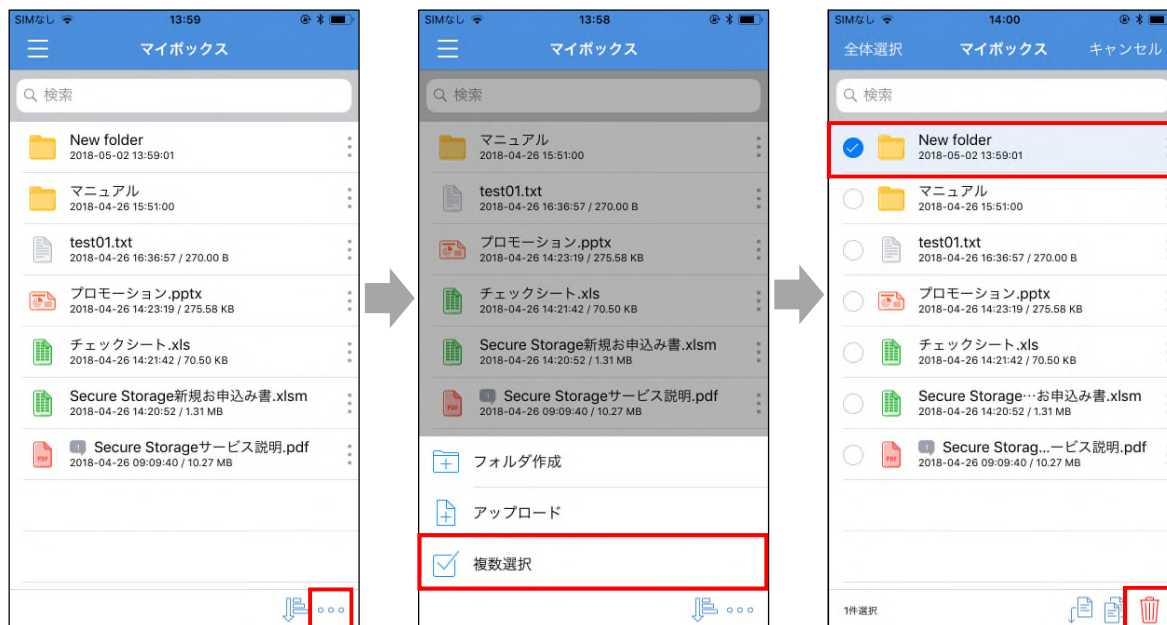 SIMなし 13:59
マイボックス
検索
New folder
2018-05-02 13:59:01
マニュアル
2018-04-26 15:51:00
test01.txt
2018-04-26 16:36:57 / 270.00 B
プロモーション.pptx
2018-04-26 14:23:19 / 275.58 KB
チェックシート.xls
2018-04-26 14:21:42 / 70.50 KB
Secure Storage新規お申込み書.xlsm
2018-04-26 14:20:52 / 1.31 MB
1 Secure Storageサービス説明.pdf
PDF
2018-04-26 09:09:40 / 10.27 MB
SIMなし 13:58
マイボックス
検索
マニュアル
2018-04-26 15:51:00
test01.txt
2018-04-26 16:36:57 / 270.00 B
プロモーション.pptx
2018-04-26 14:23:19 / 275.58 KB
チェックシート.xls
2018-04-26 14:21:42 / 70.50 KB
Secure Storage新規お申込み書.xlsm
2018-04-26 14:20:52 / 1.31 MB
1 Secure Storageサービス説明.pdf
PDF
2018-04-26 09:09:40 / 10.27 MB
フォルダ作成
アップロード
複数選択
SIMなし 14:00
全体選択 マイボックス キャンセル
検索
New folder
2018-05-02 13:59:01
マニュアル
2018-04-26 15:51:00
test01.txt
2018-04-26 16:36:57 / 270.00 B
プロモーション.pptx
2018-04-26 14:23:19 / 275.58 KB
チェックシート.xls
2018-04-26 14:21:42 / 70.50 KB
Secure Storage…お申込み書.xlsm
2018-04-26 14:20:52 / 1.31 MB
1 Secure Storag...ービス説明.pdf
PDF
2018-04-26 09:09:40 / 10.27 MB
1件選択